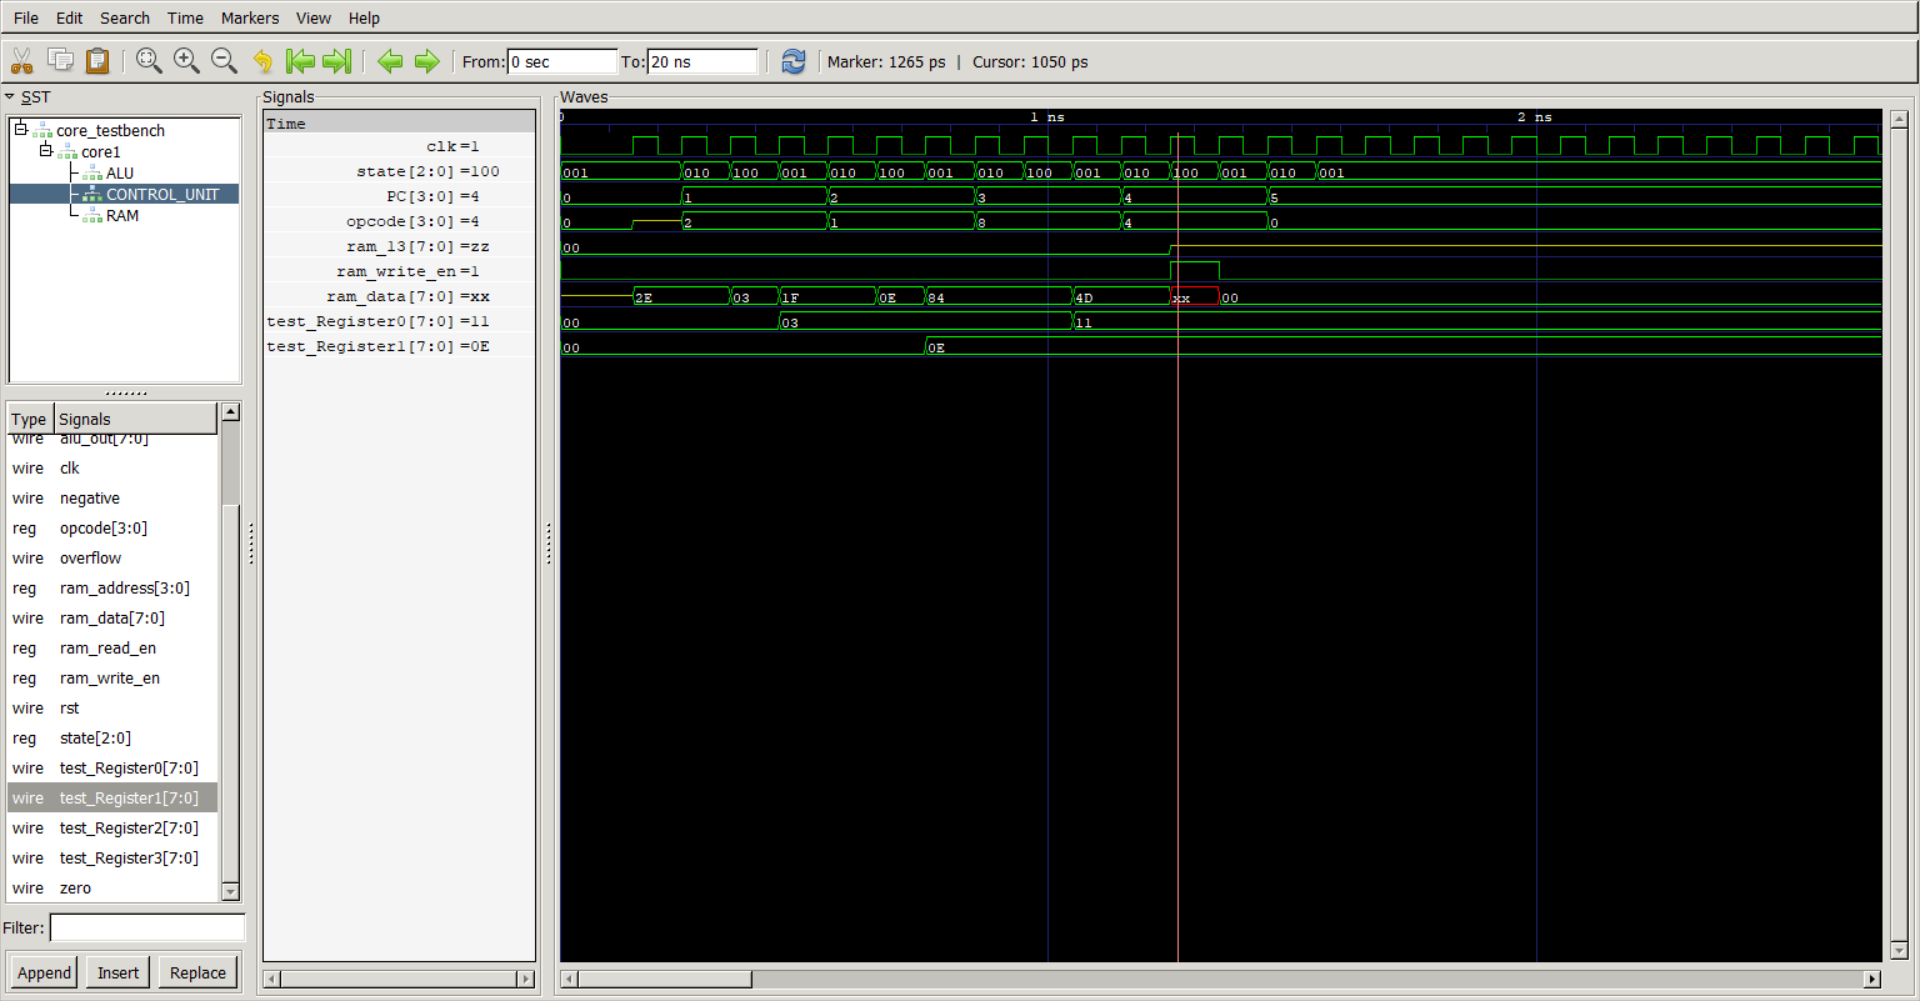 File Edit Search Time Markers View Help
From: 0 sec To: 20 ns Marker: 1265 ps | Cursor: 1050 ps
SST
core_testbench
core1
ALU
CONTROL_UNIT
RAM
Type Signals
wire alu_out[7:0]
wire clk
wire negative
reg opcode[3:0]
wire overflow
reg ram_address[3:0]
wire ram_data[7:0]
reg ram_read_en
reg ram_write_en
wire rst
reg state[2:0]
wire test_Register0[7:0]
wire test_Register1[7:0]
wire test_Register2[7:0]
wire test_Register3[7:0]
wire zero
Filter:
Append Insert Replace
Signals
Time
clk=1
state[2:0]=100
PC[3:0]=4
opcode[3:0]=4
ram_13[7:0]=zz
ram_write_en=1
ram_data[7:0]=xx
test_Register0[7:0]=11
test_Register1[7:0]=0E
Waves
0 1 ns 2 ns
001 010 100 001 010 100 001 010 100 001 010 100 001 010 001
0 1 2 3 4 5
0 2 1 8 4 0
00
2E 03 1F 0E 84 4D xx 00
00 03 11
00 0E